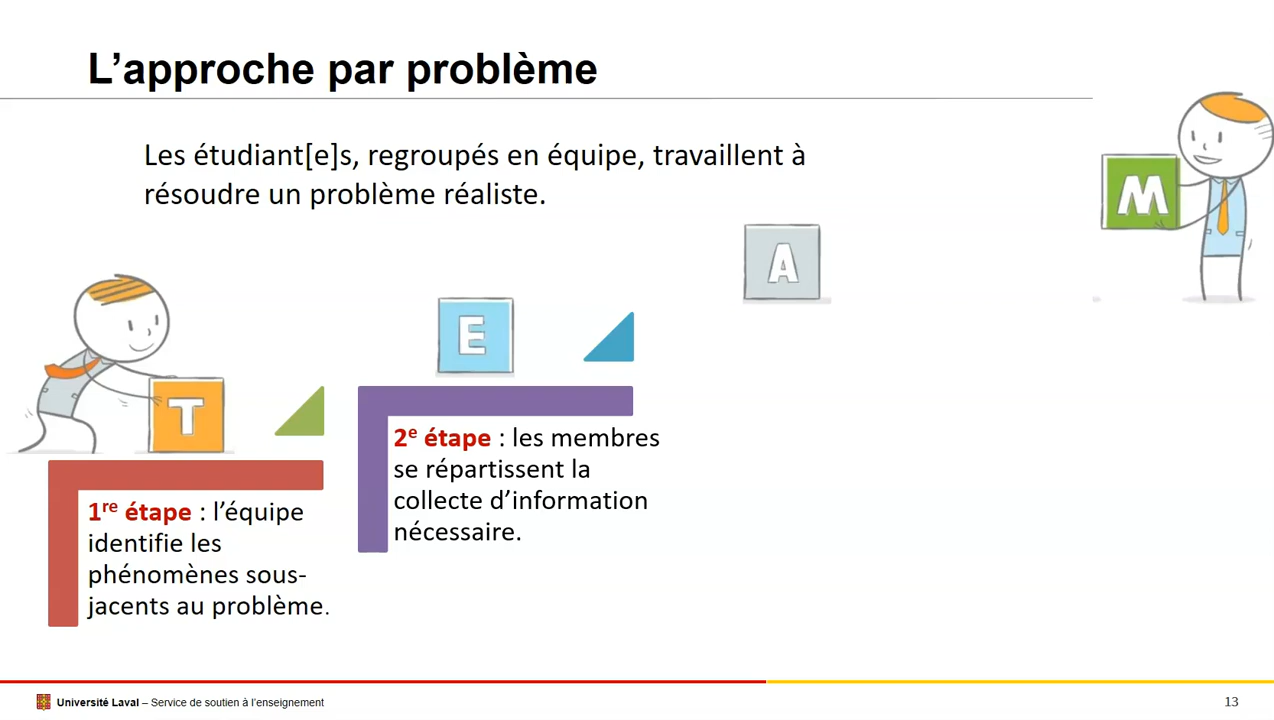 L’approche par problème
Les étudiant[e]s, regroupés en équipe, travaillent à
résoudre un problème réaliste.
M
A
E
T
1re étape : l’équipe
identifie les
phénomènes sous-
jacents au problème.
2e étape : les membres
se répartissent la
collecte d’information
nécessaire.
Université Laval – Service de soutien à l’enseignement
13